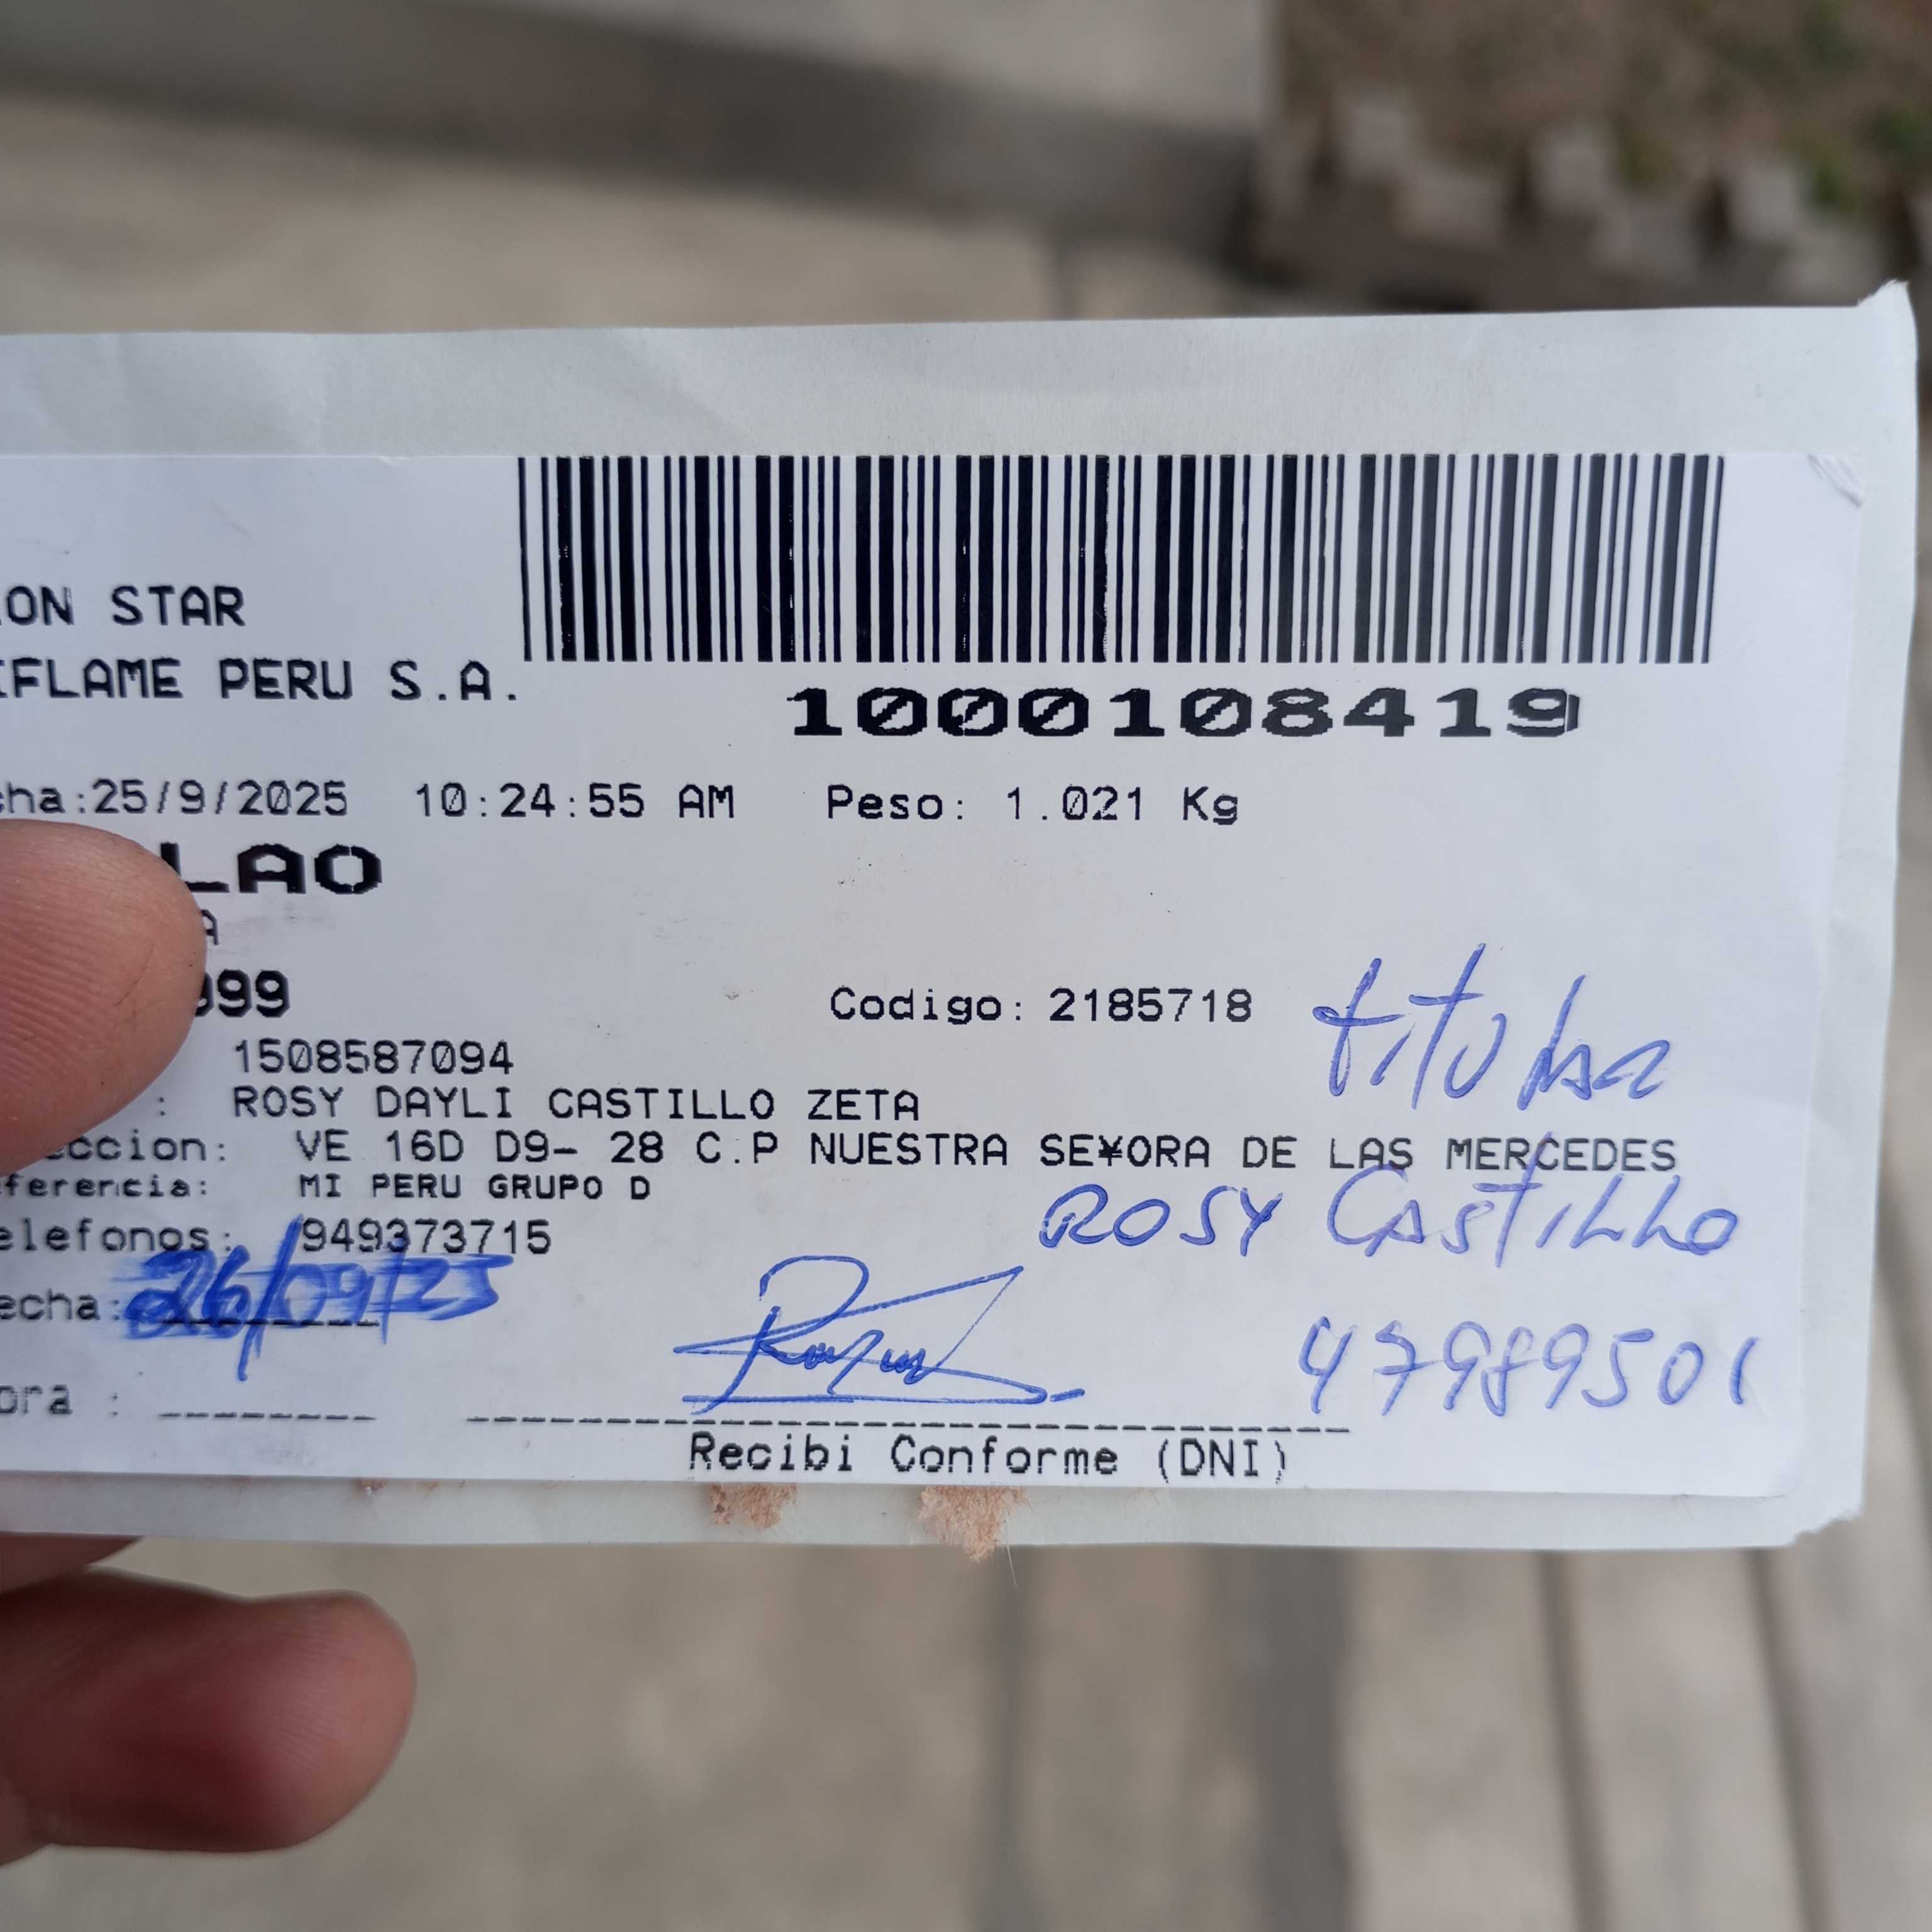 ON STAR
IFLAME PERU S.A.
1000108419
cha:25/9/2025 10:24:55 AM Peso: 1.021 Kg
LAO
A
999
Codigo: 2185718
titular
1508587094
: ROSY DAYLI CASTILLO ZETA
eccion: VE 16D D9- 28 C.P NUESTRA SE¥ORA DE LAS MERCEDES
ferencia: MI PERU GRUPO D
ROSY CASTILLO
elefonos: 949373715
echa: 26/09/25
47989501
ora :
Recibi Conforme (DNI)